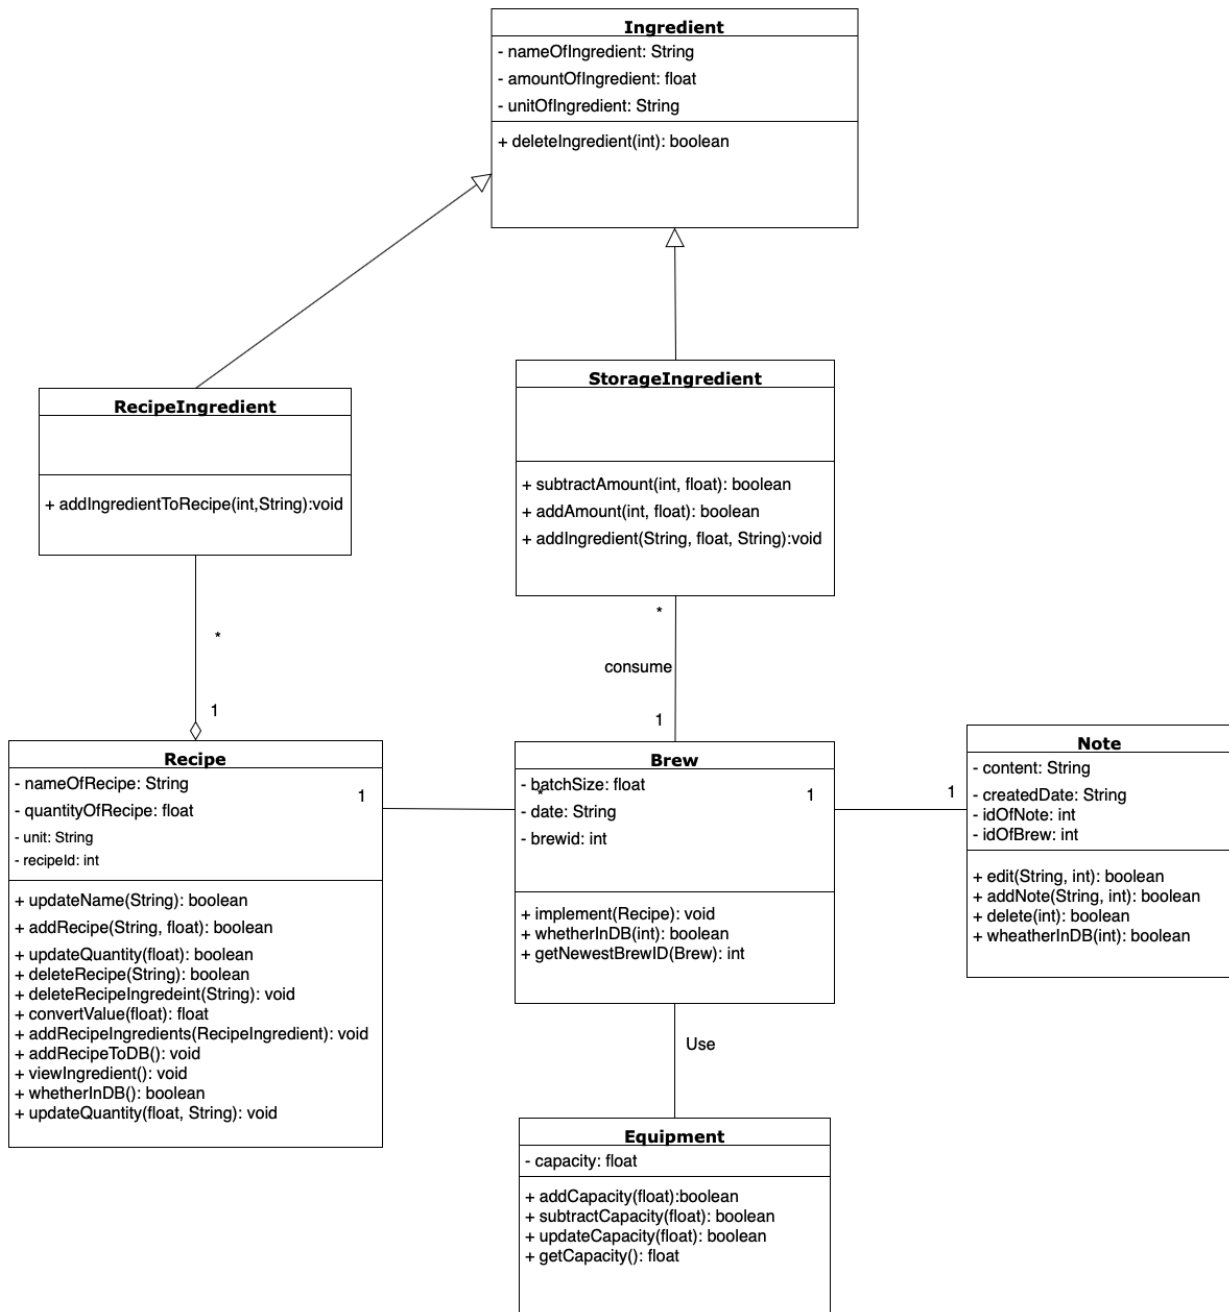 Ingredient
- nameOfIngredient: String
- amountOfIngredient: float
- unitOfIngredient: String
+ deleteIngredient(int): boolean
RecipeIngredient
+ addIngredientToRecipe(int,String):void
StorageIngredient
+ subtractAmount(int, float): boolean
+ addAmount(int, float): boolean
+ addIngredient(String, float, String):void
*
1
*
consume
1
Recipe
- nameOfRecipe: String
- quantityOfRecipe: float
- unit: String
- recipeId: int
+ updateName(String): boolean
+ addRecipe(String, float): boolean
+ updateQuantity(float): boolean
+ deleteRecipe(String): boolean
+ deleteRecipeIngredeint(String): void
+ convertValue(float): float
+ addRecipeIngredients(RecipeIngredient): void
+ addRecipeToDB(): void
+ viewIngredient(): void
+ whetherInDB(): boolean
+ updateQuantity(float, String): void
1
Brew
- batchSize: float
- date: String
- brewid: int
+ implement(Recipe): void
+ whetherInDB(int): boolean
+ getNewestBrewID(Brew): int
1
1
Note
- content: String
- createdDate: String
- idOfNote: int
- idOfBrew: int
+ edit(String, int): boolean
+ addNote(String, int): boolean
+ delete(int): boolean
+ wheatherInDB(int): boolean
Use
Equipment
- capacity: float
+ addCapacity(float):boolean
+ subtractCapacity(float): boolean
+ updateCapacity(float): boolean
+ getCapacity(): float